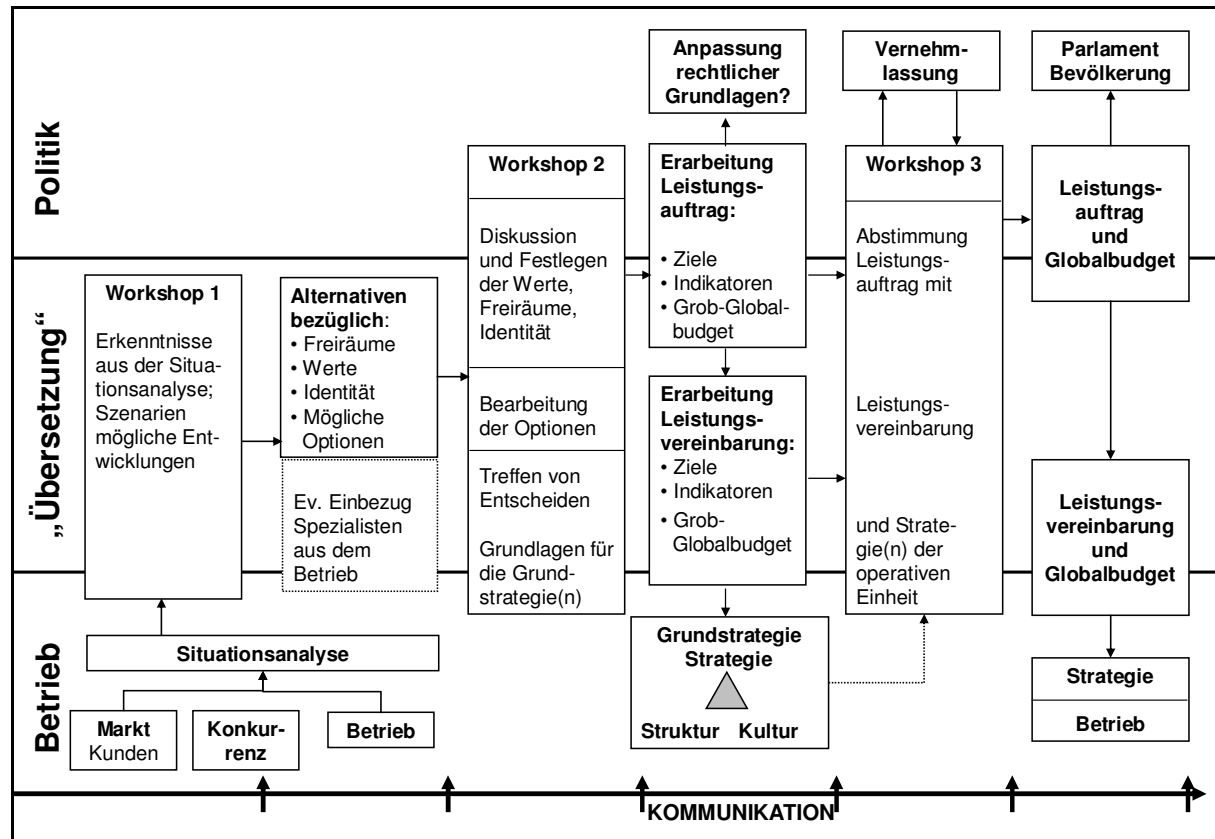 Politik
„Übersetzung“
Betrieb
Anpassung
rechtlicher
Grundlagen?
Vernehm-
lassung
Parlament
Bevölkerung
Workshop 1
Erkenntnisse
aus der Situa-
tionsanalyse;
Szenarien
mögliche Ent-
wicklungen
Alternativen
bezüglich:
• Freiräume
• Werte
• Identität
• Mögliche
Optionen
Ev. Einbezug
Spezialisten
aus dem
Betrieb
Workshop 2
Diskussion
und Festlegen
der Werte,
Freiräume,
Identität
Bearbeitung
der Optionen
Treffen von
Entscheiden
Grundlagen für
die Grund-
strategie(n)
Erarbeitung
Leistungs-
auftrag:
• Ziele
• Indikatoren
• Grob-Global-
budget
Erarbeitung
Leistungs-
vereinbarung:
• Ziele
• Indikatoren
• Grob-
Globalbudget
Workshop 3
Abstimmung
Leistungs-
auftrag mit
Leistungs-
vereinbarung
und Strate-
gie(n) der
operativen
Einheit
Leistungs-
auftrag
und
Globalbudget
Leistungs-
vereinbarung
und
Globalbudget
Situationsanalyse
Markt
Kunden
Konkur-
renz
Betrieb
Grundstrategie
Strategie
Struktur Kultur
Strategie
Betrieb
KOMMUNIKATION